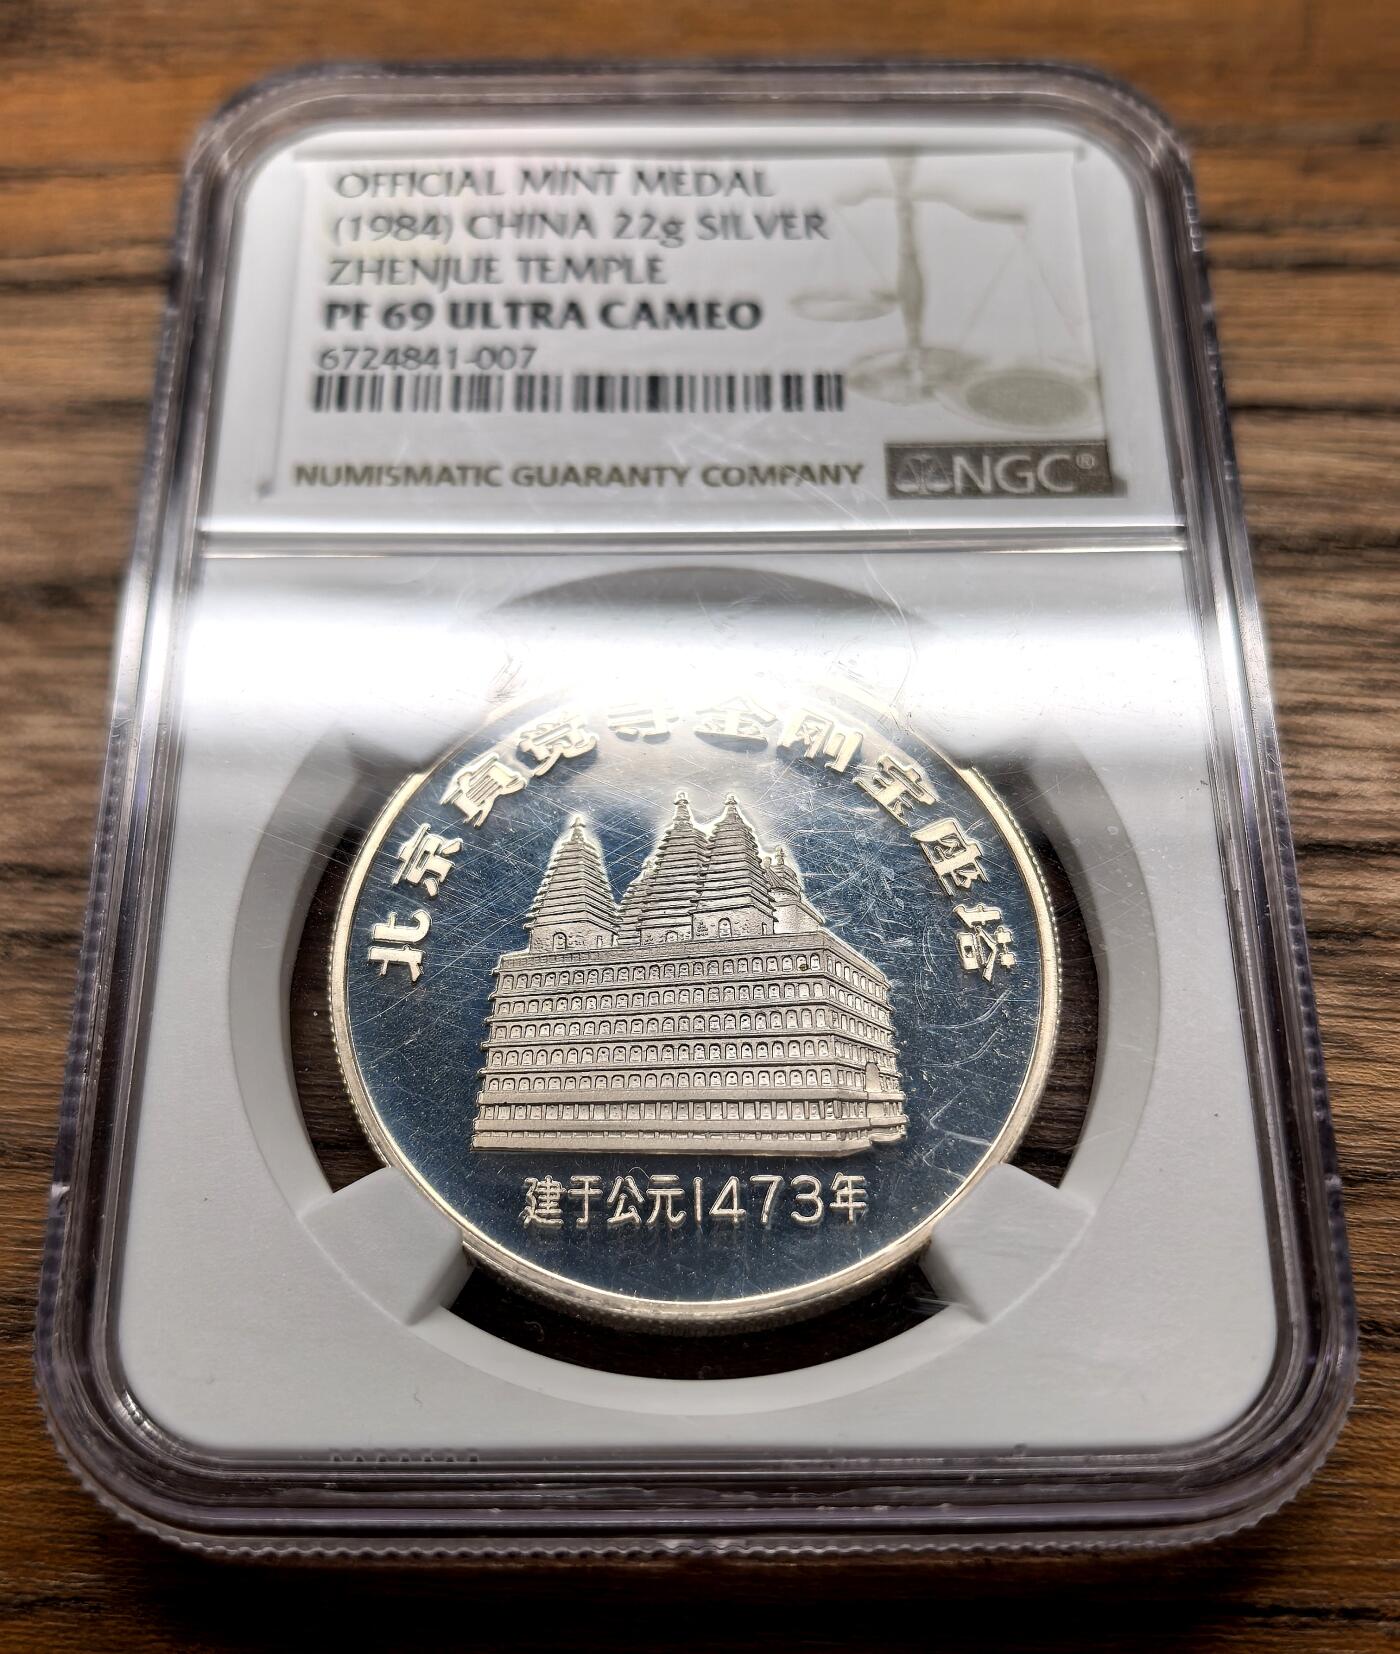 OFFICIAL MINT MEDAL
(1984) CHINA 22g SILVER
ZHENJUE TEMPLE
PF 69 ULTRA CAMEO
6724841-007
NUMISMATIC GUARANTY COMPANY
NGC®
北京真觉寺金刚宝座塔
建于公元1473年